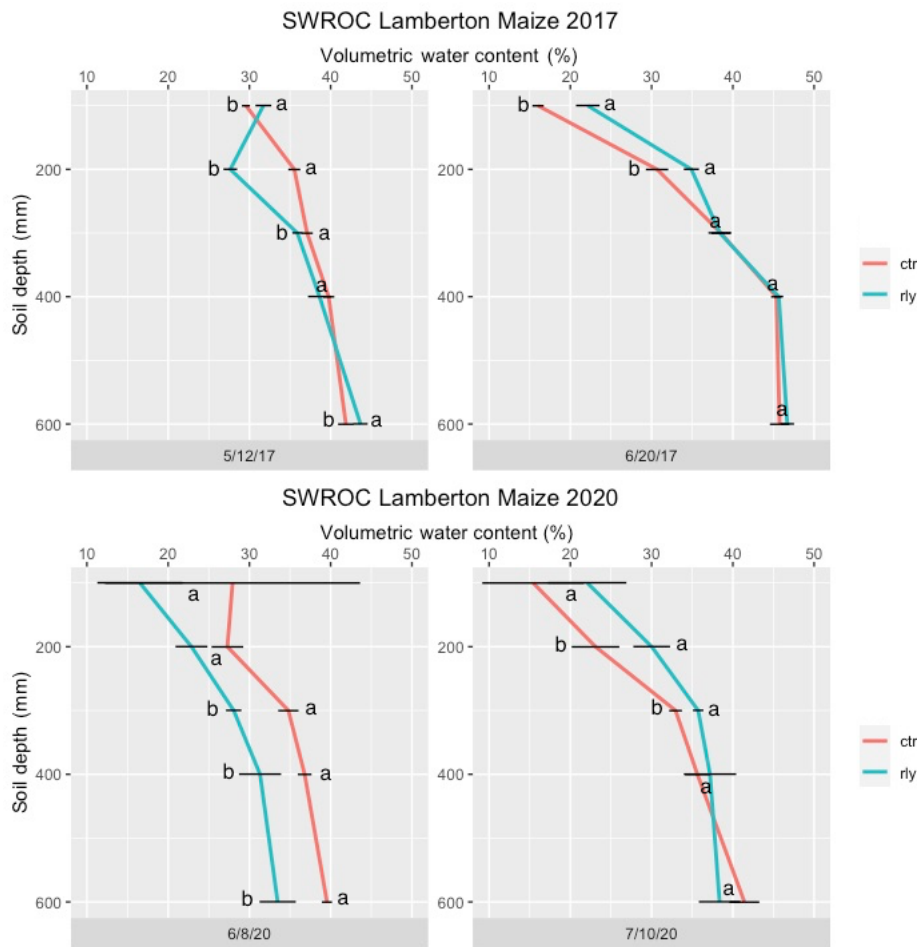 SWROC Lamberton Maize 2017
Volumetric water content (%)
10 20 30 40 50 10 20 30 40 50
b a b a
200 b a 200 b a
b a a
Soil depth (mm)
ctr
rly
400 a 400 a
600 b a 600 a
5/12/17 6/20/17
SWROC Lamberton Maize 2020
Volumetric water content (%)
10 20 30 40 50 10 20 30 40 50
a a
200 a 200 b a
b a b a
Soil depth (mm)
ctr
rly
400 b a 400 a
600 b a 600 a
6/8/20 7/10/20